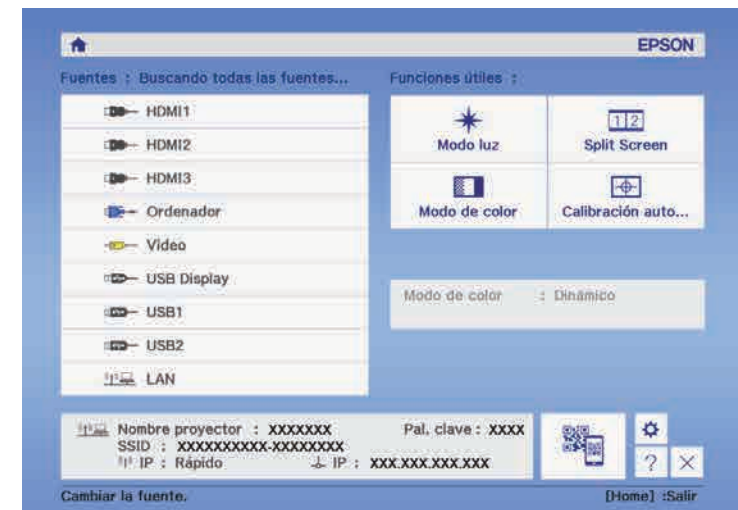 EPSON
Fuentes : Buscando todas las fuentes...
Funciones útiles :
HDMI1
HDMI2
HDMI3
Ordenador
Video
USB Display
USB1
USB2
LAN
Modo luz
1 2
Split Screen
Modo de color
Calibración auto...
Modo de color : Dinámico
Nombre proyector : XXXXXXX
Pal. clave : XXXX
SSID : XXXXXXXXXX-XXXXXXXX
IP : Rápido
IP : XXX.XXX.XXX.XXX
?
Cambiar la fuente.
[Home] :Salir